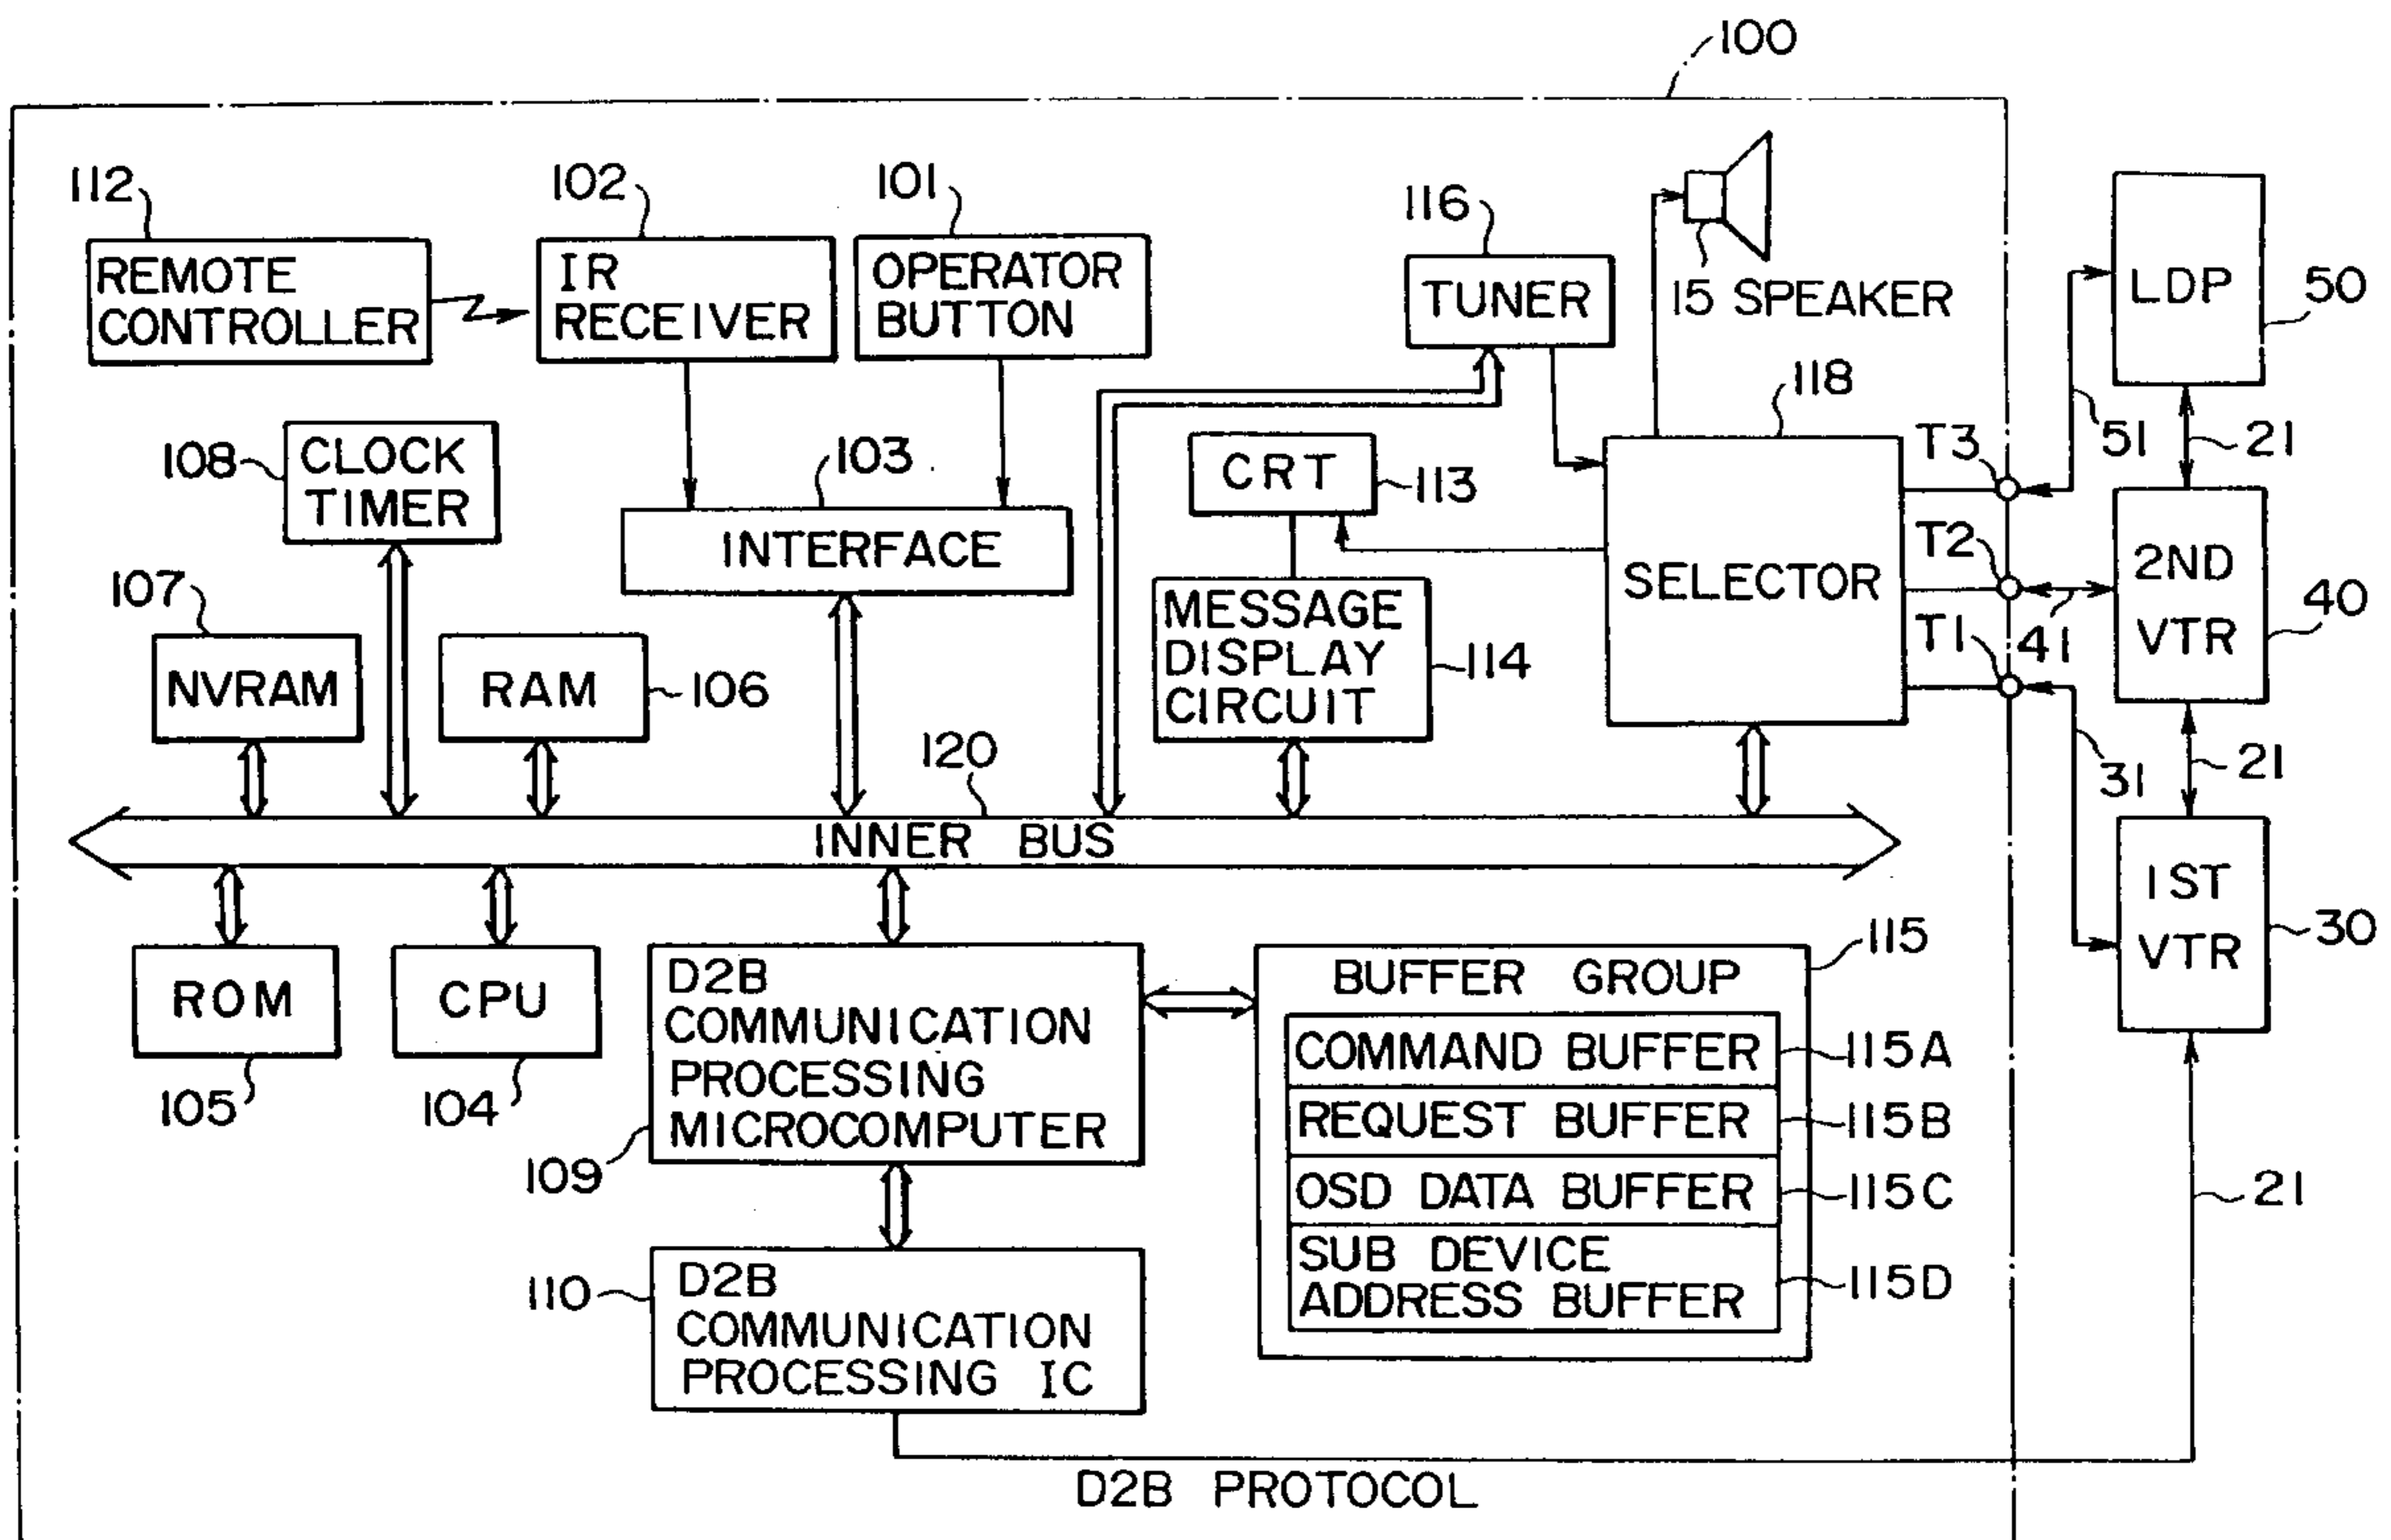 100
112
102
101
116
REMOTE
CONTROLLER
IR
RECEIVER
OPERATOR
BUTTON
TUNER
15 SPEAKER
LDP
50
108
CLOCK
TIMER
103
118
CRT
113
T3
51
21
INTERFACE
107
NVRAM
RAM
106
MESSAGE
DISPLAY
CIRCUIT
114
SELECTOR
T2
41
T1
2ND
VTR
40
120
31
21
INNER BUS
1ST
VTR
30
ROM
105
CPU
104
D2B
COMMUNICATION
PROCESSING
MICROCOMPUTER
109
115
BUFFER GROUP
COMMAND BUFFER
115A
REQUEST BUFFER
115B
OSD DATA BUFFER
115C
SUB DEVICE
ADDRESS BUFFER
115D
21
110
D2B
COMMUNICATION
PROCESSING IC
D2B PROTOCOL